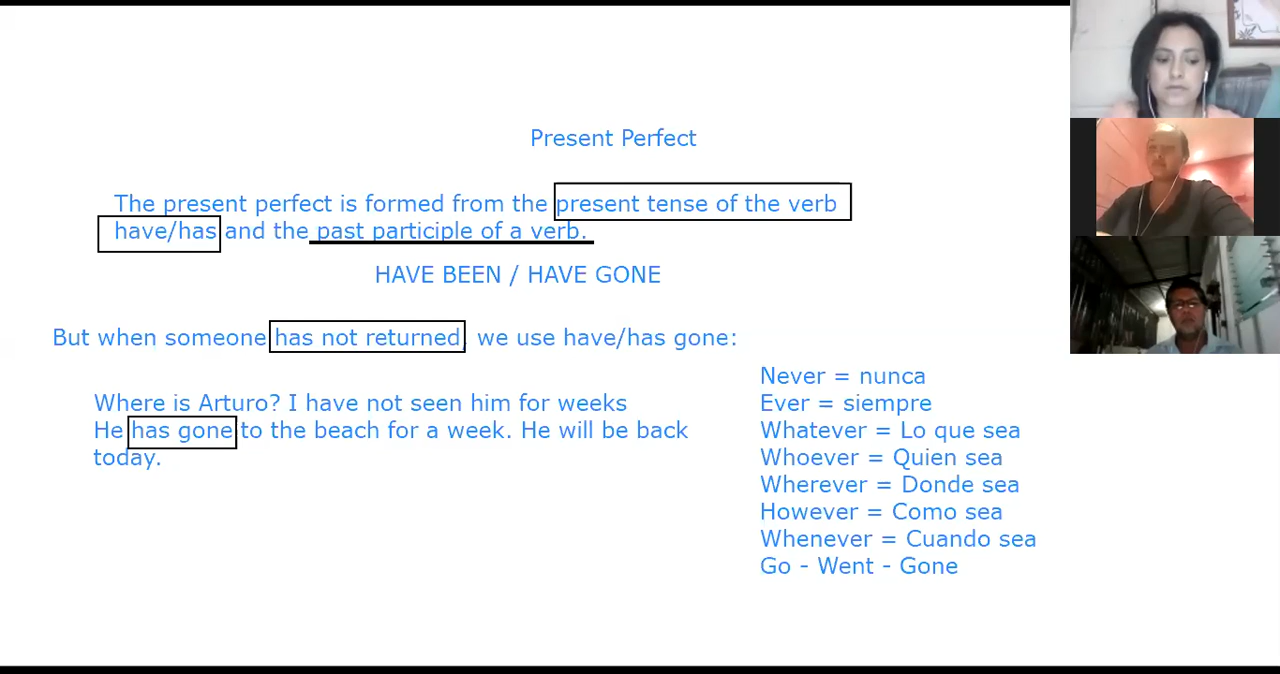 Present Perfect
The present perfect is formed from the present tense of the verb
have/has and the past participle of a verb.
HAVE BEEN / HAVE GONE
But when someone has not returned, we use have/has gone:
Where is Arturo? I have not seen him for weeks
He has gone to the beach for a week. He will be back
today.
Never = nunca
Ever = siempre
Whatever = Lo que sea
Whoever = Quien sea
Wherever = Donde sea
However = Como sea
Whenever = Cuando sea
Go - Went - Gone